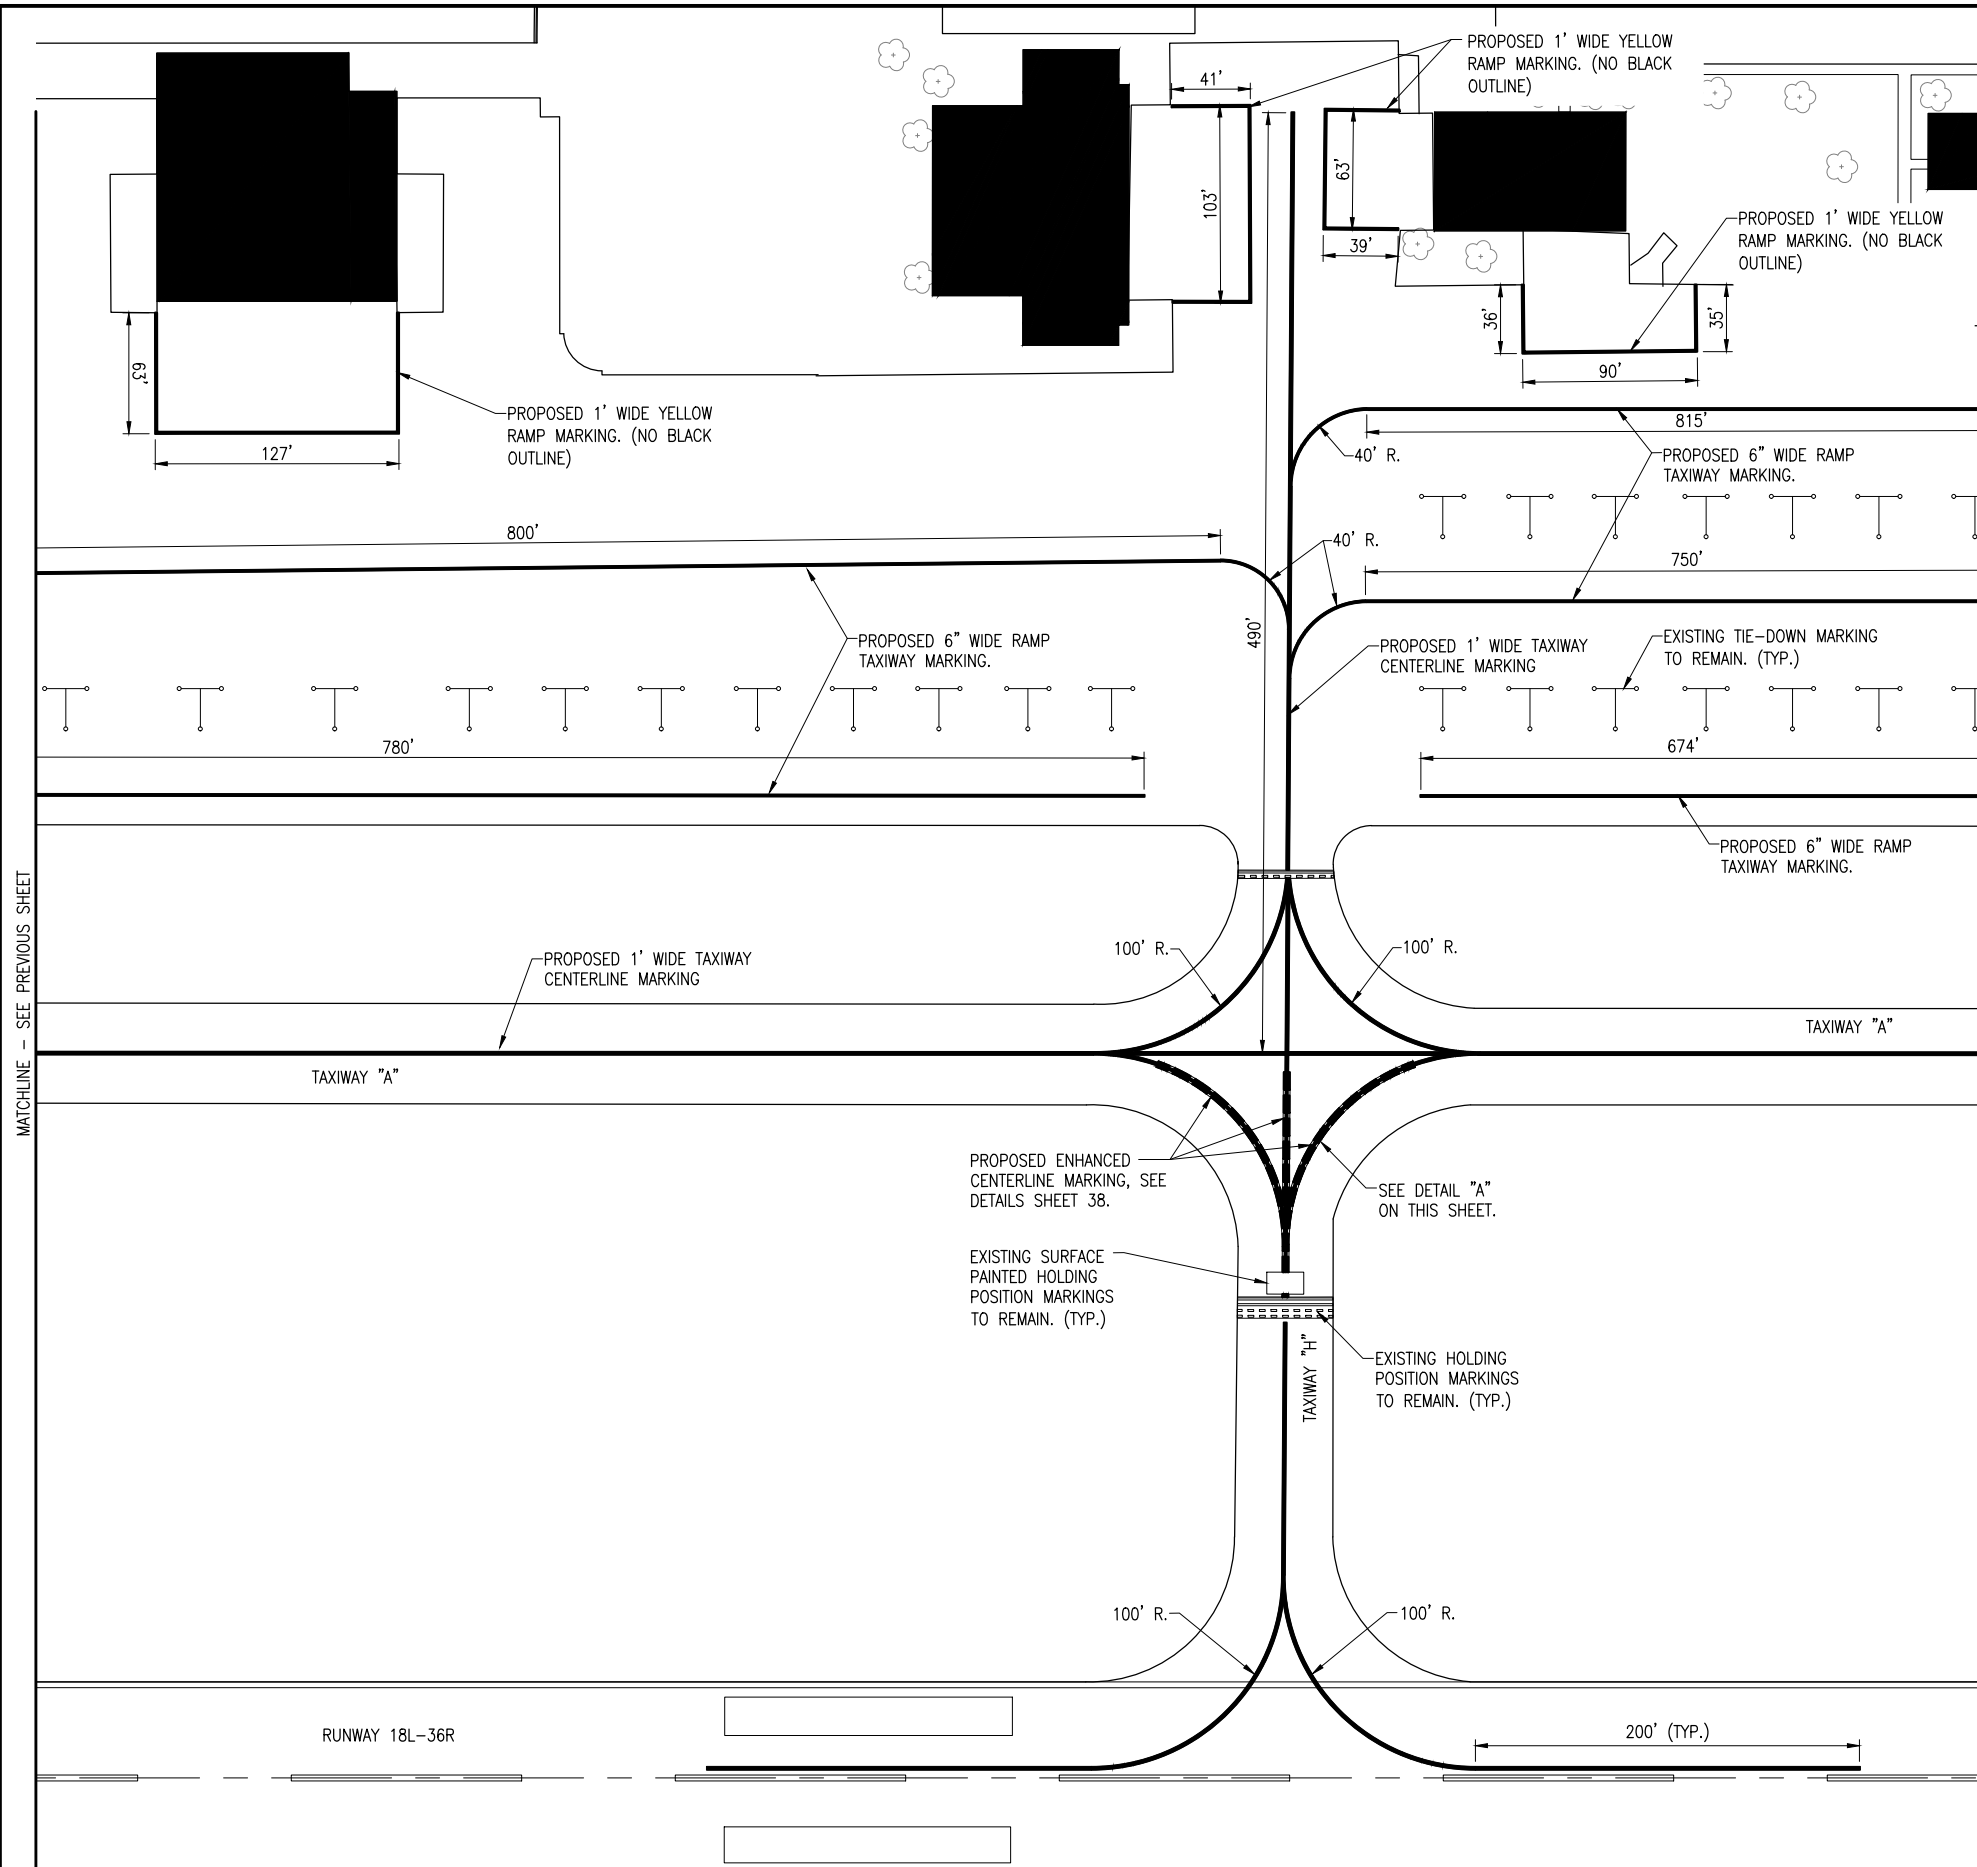 PROPOSED 1' WIDE YELLOW
RAMP MARKING. (NO BLACK
OUTLINE)
41'
103'
63'
39'
PROPOSED 1' WIDE YELLOW
RAMP MARKING. (NO BLACK
OUTLINE)
36'
35'
90'
63'
127'
PROPOSED 1' WIDE YELLOW
RAMP MARKING. (NO BLACK
OUTLINE)
815'
40' R.
PROPOSED 6" WIDE RAMP
TAXIWAY MARKING.
800'
40' R.
750'
490'
PROPOSED 6" WIDE RAMP
TAXIWAY MARKING.
PROPOSED 1' WIDE TAXIWAY
CENTERLINE MARKING
EXISTING TIE-DOWN MARKING
TO REMAIN. (TYP.)
780'
674'
PROPOSED 6" WIDE RAMP
TAXIWAY MARKING.
MATCHLINE - SEE PREVIOUS SHEET
PROPOSED 1' WIDE TAXIWAY
CENTERLINE MARKING
100' R.
100' R.
TAXIWAY "A"
TAXIWAY "A"
PROPOSED ENHANCED
CENTERLINE MARKING, SEE
DETAILS SHEET 38.
SEE DETAIL "A"
ON THIS SHEET.
EXISTING SURFACE
PAINTED HOLDING
POSITION MARKINGS
TO REMAIN. (TYP.)
TAXIWAY "H"
EXISTING HOLDING
POSITION MARKINGS
TO REMAIN. (TYP.)
100' R.
100' R.
RUNWAY 18L-36R
200' (TYP.)